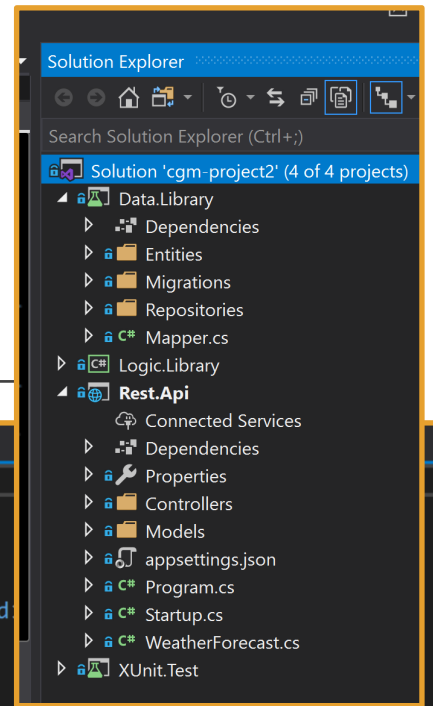 Solution Explorer
Search Solution Explorer (Ctrl+;)
Solution 'cgm-project2' (4 of 4 projects)
Data.Library
Dependencies
Entities
Migrations
Repositories
C# Mapper.cs
C# Logic.Library
Rest.Api
Connected Services
Dependencies
Properties
Controllers
Models
appsettings.json
C# Program.cs
C# Startup.cs
d:
C# WeatherForecast.cs
XUnit.Test